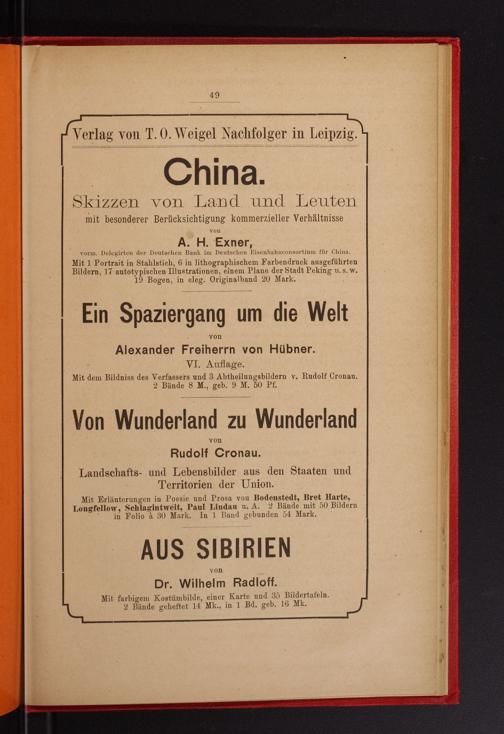 49
Verlag von T. O. Weigel Nachfolger in Leipzig.
China.
Skizzen von Land und Leuten
mit besonderer Berücksichtigung kommerzieller Verhältnisse
von
A. H. Exner,
vorm. Delegirten der Deutschen Bank im Deutschen Eisenbahnconsortium für China.
Mit 1 Portrait in Stahlstich, 6 in lithographischem Farbendruck ausgeführten
Bildern, 17 autotypischen Illustrationen, einem Plane der Stadt Peking u. s. w.
19 Bogen, in eleg. Originalband 20 Mark.
Ein Spaziergang um die Welt
von
Alexander Freiherrn von Hübner.
VI. Auflage.
Mit dem Bildniss des Verfassers und 3 Abtheilungsbildern v. Rudolf Cronau.
2 Bände 8 M., geb. 9 M. 50 Pf.
Von Wunderland zu Wunderland
von
Rudolf Cronau.
Landschafts- und Lebensbilder aus den Staaten und
Territorien der Union.
Mit Erläuterungen in Poesie und Prosa von Bodenstedt, Bret Harte,
Longfellow, Schlagintweit, Paul Lindau u. A. 2 Bände mit 50 Bildern
in Folio à 30 Mark. In 1 Band gebunden 54 Mark.
AUS SIBIRIEN
von
Dr. Wilhelm Radloff.
Mit farbigem Kostümbilde, einer Karte und 35 Bildertafeln.
2 Bände geheftet 14 Mk., in 1 Bd. geb. 16 Mk.